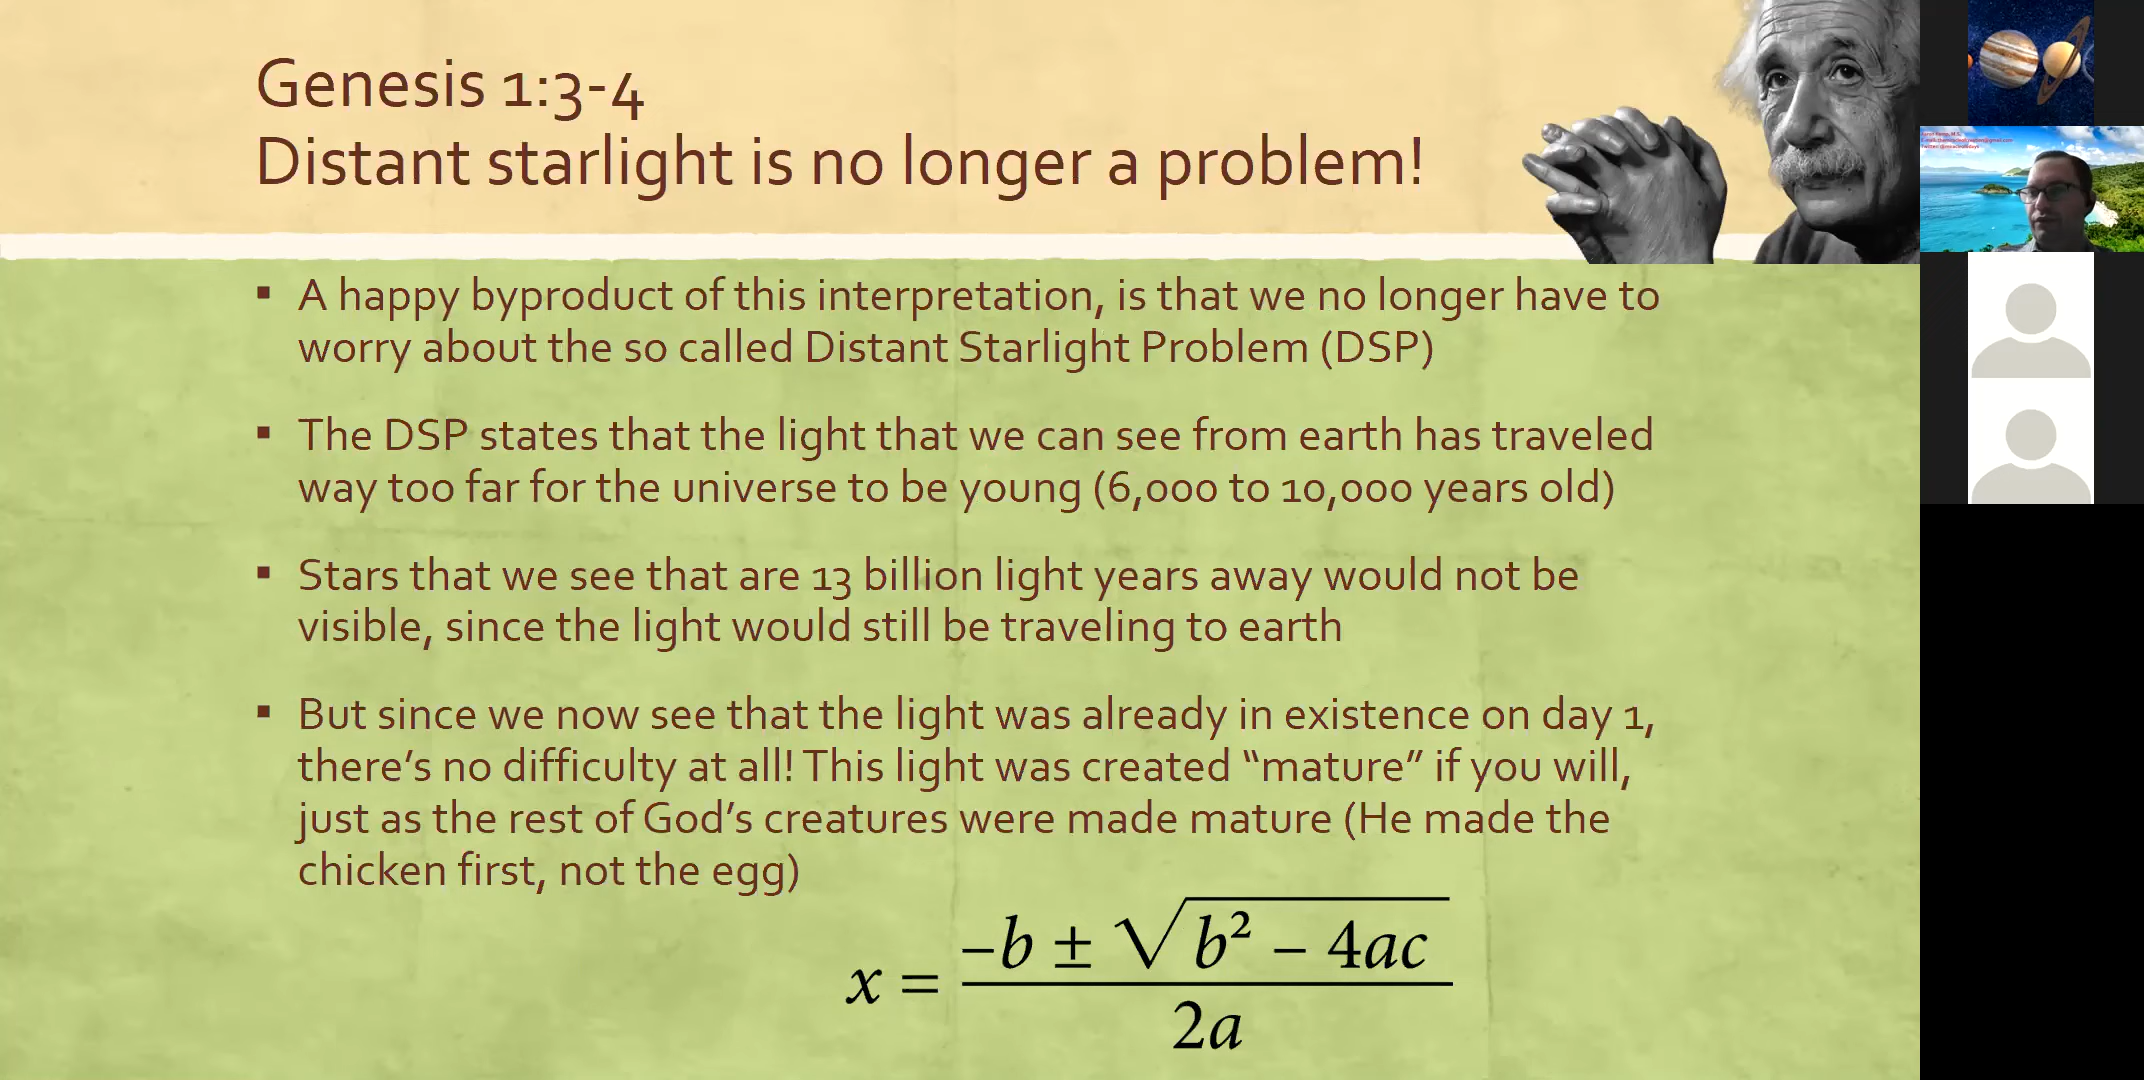 Genesis 1:3-4
Distant starlight is no longer a problem!
▪ A happy byproduct of this interpretation, is that we no longer have to
worry about the so called Distant Starlight Problem (DSP)
▪ The DSP states that the light that we can see from earth has traveled
way too far for the universe to be young (6,000 to 10,000 years old)
▪ Stars that we see that are 13 billion light years away would not be
visible, since the light would still be traveling to earth
▪ But since we now see that the light was already in existence on day 1,
there's no difficulty at all! This light was created “mature” if you will,
just as the rest of God's creatures were made mature (He made the
chicken first, not the egg)
x = –b ± √b² – 4ac
2a